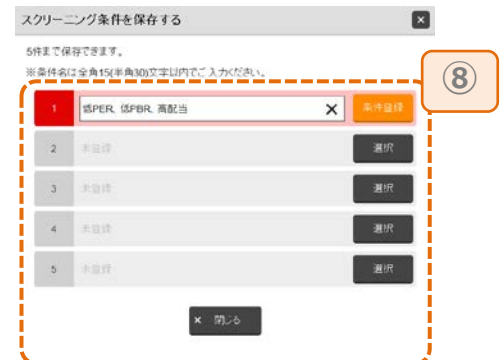 スクリーニング条件を保存する
5件まで保存できます。
※条件名は全角15(半角30)文字以内でご入力ください。
⑧
1 低PER, 低PBR, 高配当 × 条件登録
2 未登録 選択
3 未登録 選択
4 未登録 選択
5 未登録 選択
× 閉じる